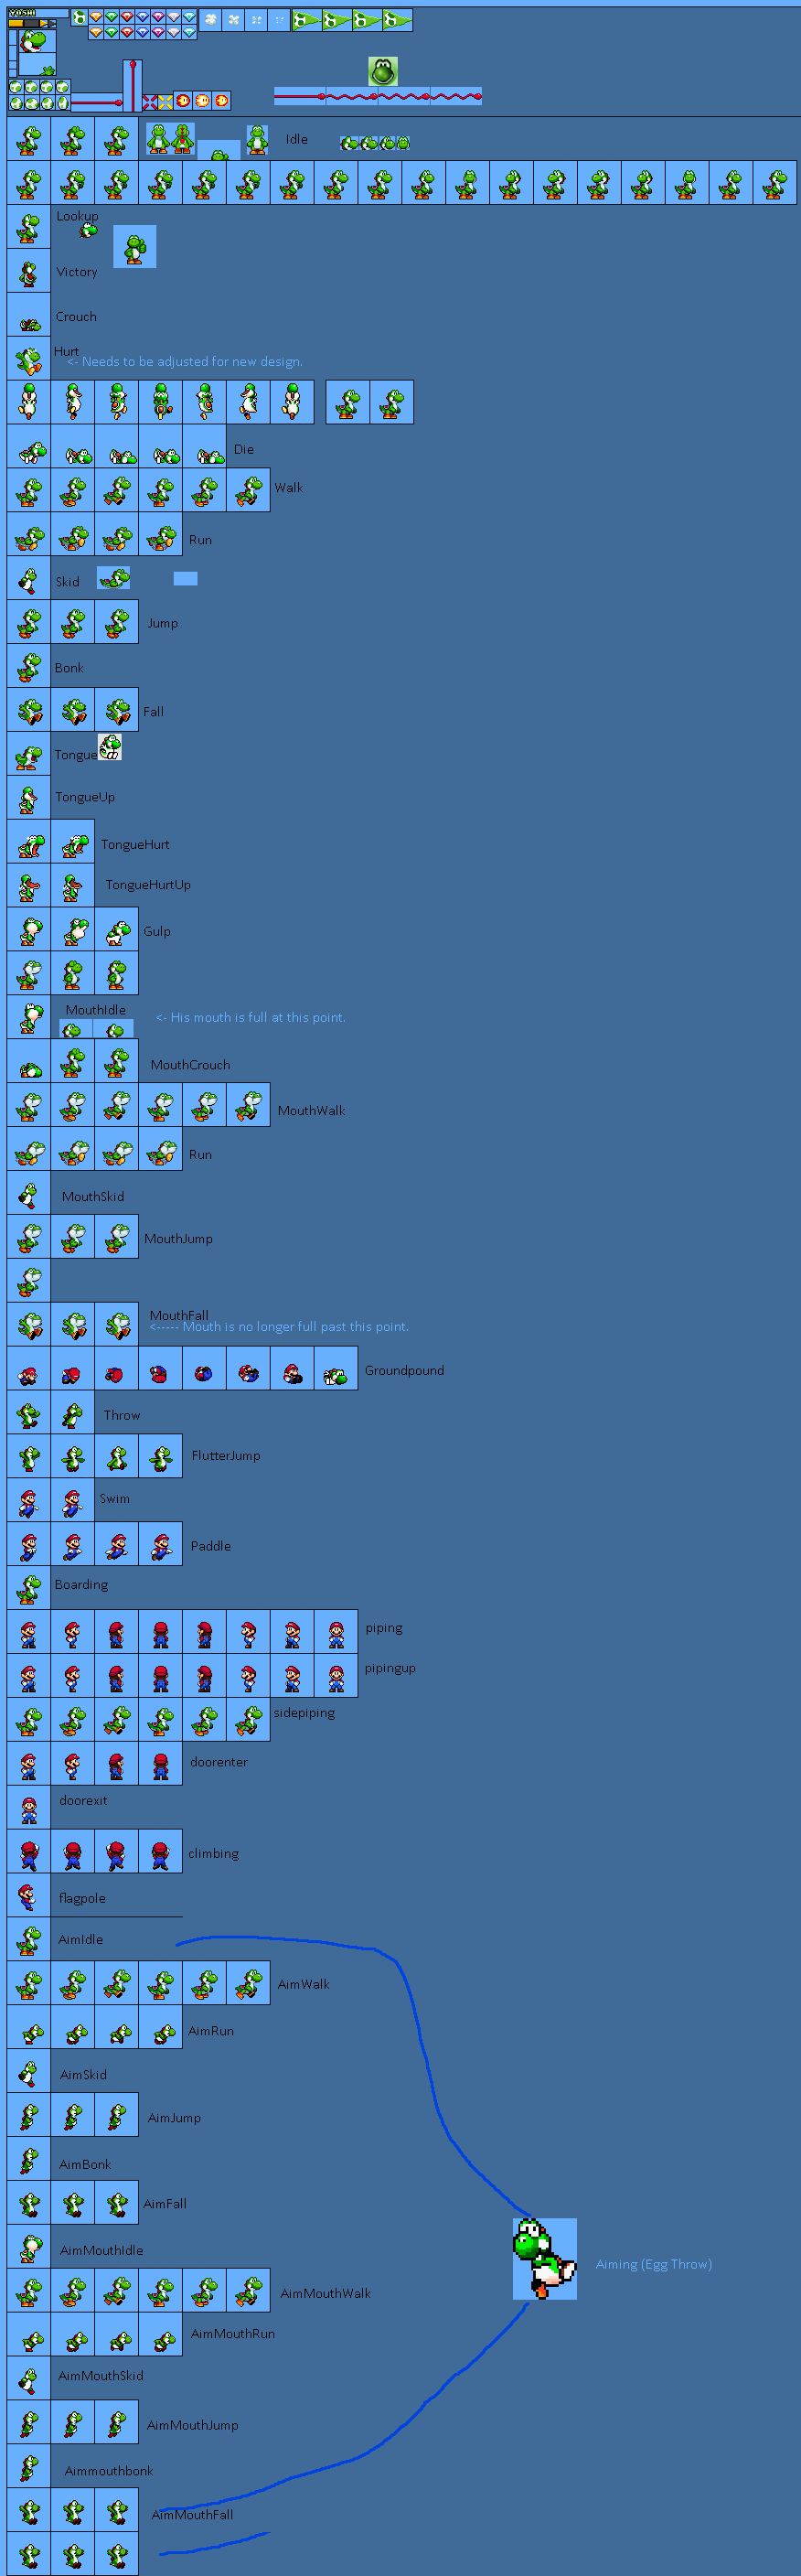 YOSHI
Idle
Lookup
Victory
Crouch
Hurt
<- Needs to be adjusted for new design.
Die
Walk
Run
Skid
Jump
Bonk
Fall
Tongue
TongueUp
TongueHurt
TongueHurtUp
Gulp
MouthIdle
<- His mouth is full at this point.
MouthCrouch
MouthWalk
Run
MouthSkid
MouthJump
MouthFall
<----- Mouth is no longer full past this point.
Groundpound
Throw
FlutterJump
Swim
Paddle
Boarding
piping
pipingup
sidepiping
doorenter
doorexit
climbing
flagpole
AimIdle
AimWalk
AimRun
AimSkid
AimJump
AimBonk
AimFall
AimMouthIdle
Aiming (Egg Throw)
AimMouthWalk
AimMouthRun
AimMouthSkid
AimMouthJump
Aimmouthbonk
AimMouthFall